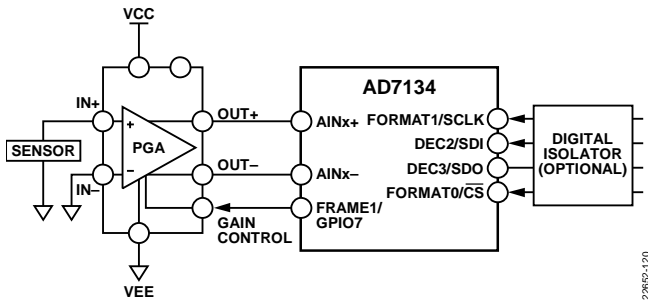 VCC
IN+
SENSOR
IN–
+
PGA
–
VEE
OUT+
OUT–
GAIN
CONTROL
AD7134
AINx+
AINx–
FRAME1/
GPIO7
FORMAT1/SCLK
DEC2/SDI
DEC3/SDO
FORMAT0/CS
DIGITAL
ISOLATOR
(OPTIONAL)
22652-120